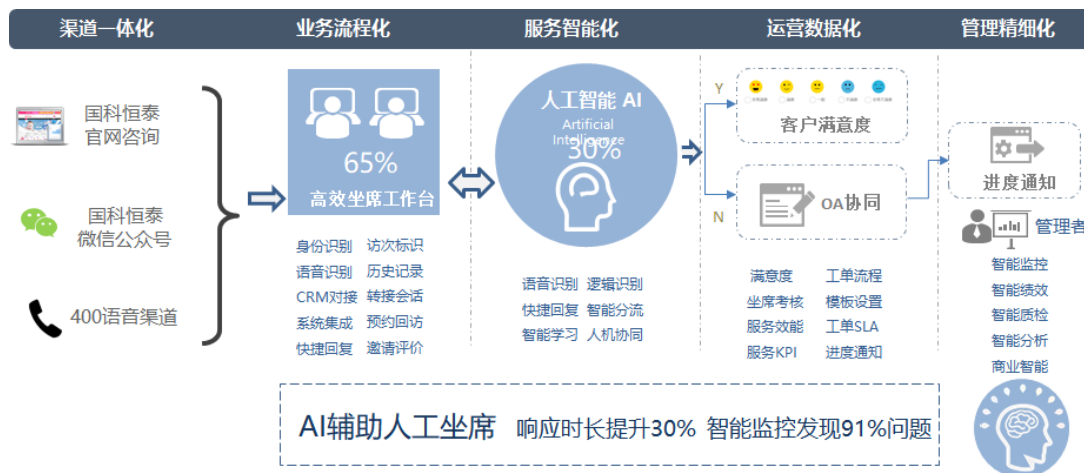 渠道一体化
业务流程化
服务智能化
运营数据化
管理精细化
国科恒泰
官网咨询
国科恒泰
微信公众号
400语音渠道
65%
高效坐席工作台
身份识别 访次标识
语音识别 历史记录
CRM对接 转接会话
系统集成 预约回访
快捷回复 邀请评价
人工智能 AI
Artificial
Intelligence
30%
语音识别 逻辑识别
快捷回复 智能分流
智能学习 人机协同
Y
N
客户满意度
OA协同
满意度 工单流程
坐席考核 模板设置
服务效能 工单SLA
服务KPI 进度通知
进度通知
管理者
智能监控
智能绩效
智能质检
智能分析
商业智能
AI辅助人工坐席 响应时长提升30% 智能监控发现91%问题